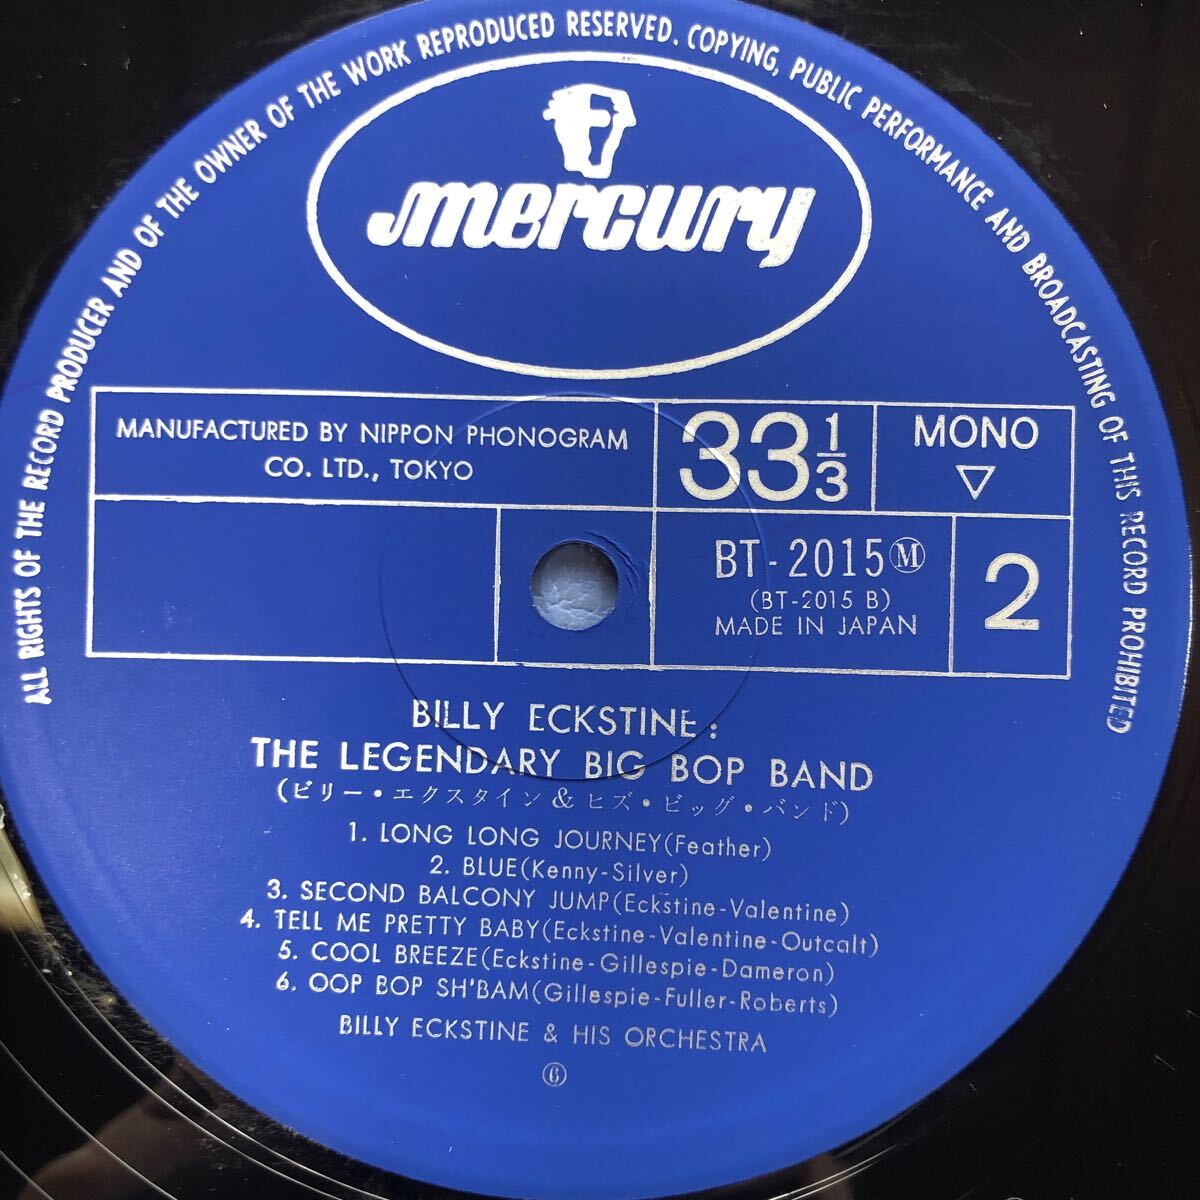 ALL RIGHTS OF THE RECORD PRODUCER AND OF THE OWNER OF THE WORK REPRODUCED RESERVED. COPYING, PUBLIC PERFORMANCE AND BROADCASTING OF THIS RECORD PROHIBITED
mercury
MANUFACTURED BY NIPPON PHONOGRAM
CO. LTD., TOKYO
33 1/3
MONO
▽
BT-2015Ⓜ
(BT-2015 B)
MADE IN JAPAN
2
BILLY ECKSTINE:
THE LEGENDARY BIG BOP BAND
(ビリー・エクスタイン&ヒズ・ビッグ・バンド)
1. LONG LONG JOURNEY(Feather)
2. BLUE(Kenny-Silver)
3. SECOND BALCONY JUMP(Eckstine-Valentine)
4. TELL ME PRETTY BABY(Eckstine-Valentine-Outcalt)
5. COOL BREEZE(Eckstine-Gillespie-Dameron)
6. OOP BOP SH'BAM(Gillespie-Fuller-Roberts)
BILLY ECKSTINE & HIS ORCHESTRA